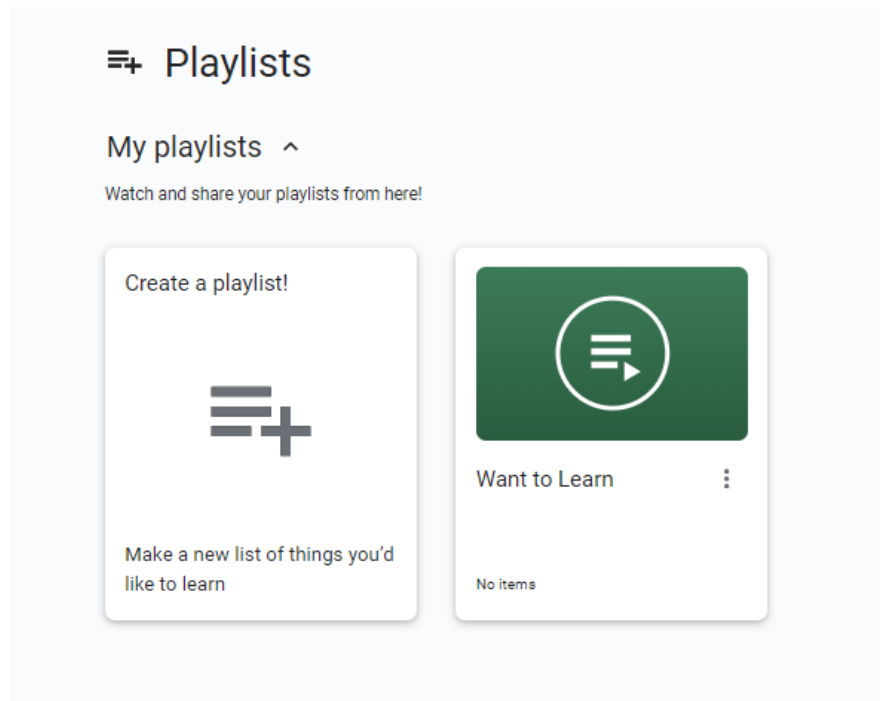 Playlists
My playlists
Watch and share your playlists from here!
Create a playlist!
Make a new list of things you'd
like to learn
Want to Learn
No items